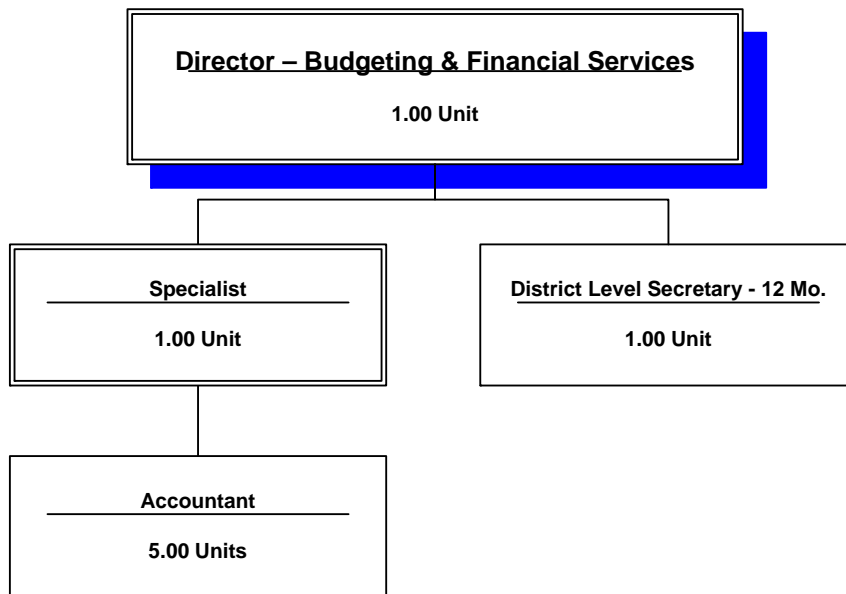 Director – Budgeting & Financial Services
1.00 Unit
Specialist
1.00 Unit
District Level Secretary - 12 Mo.
1.00 Unit
Accountant
5.00 Units